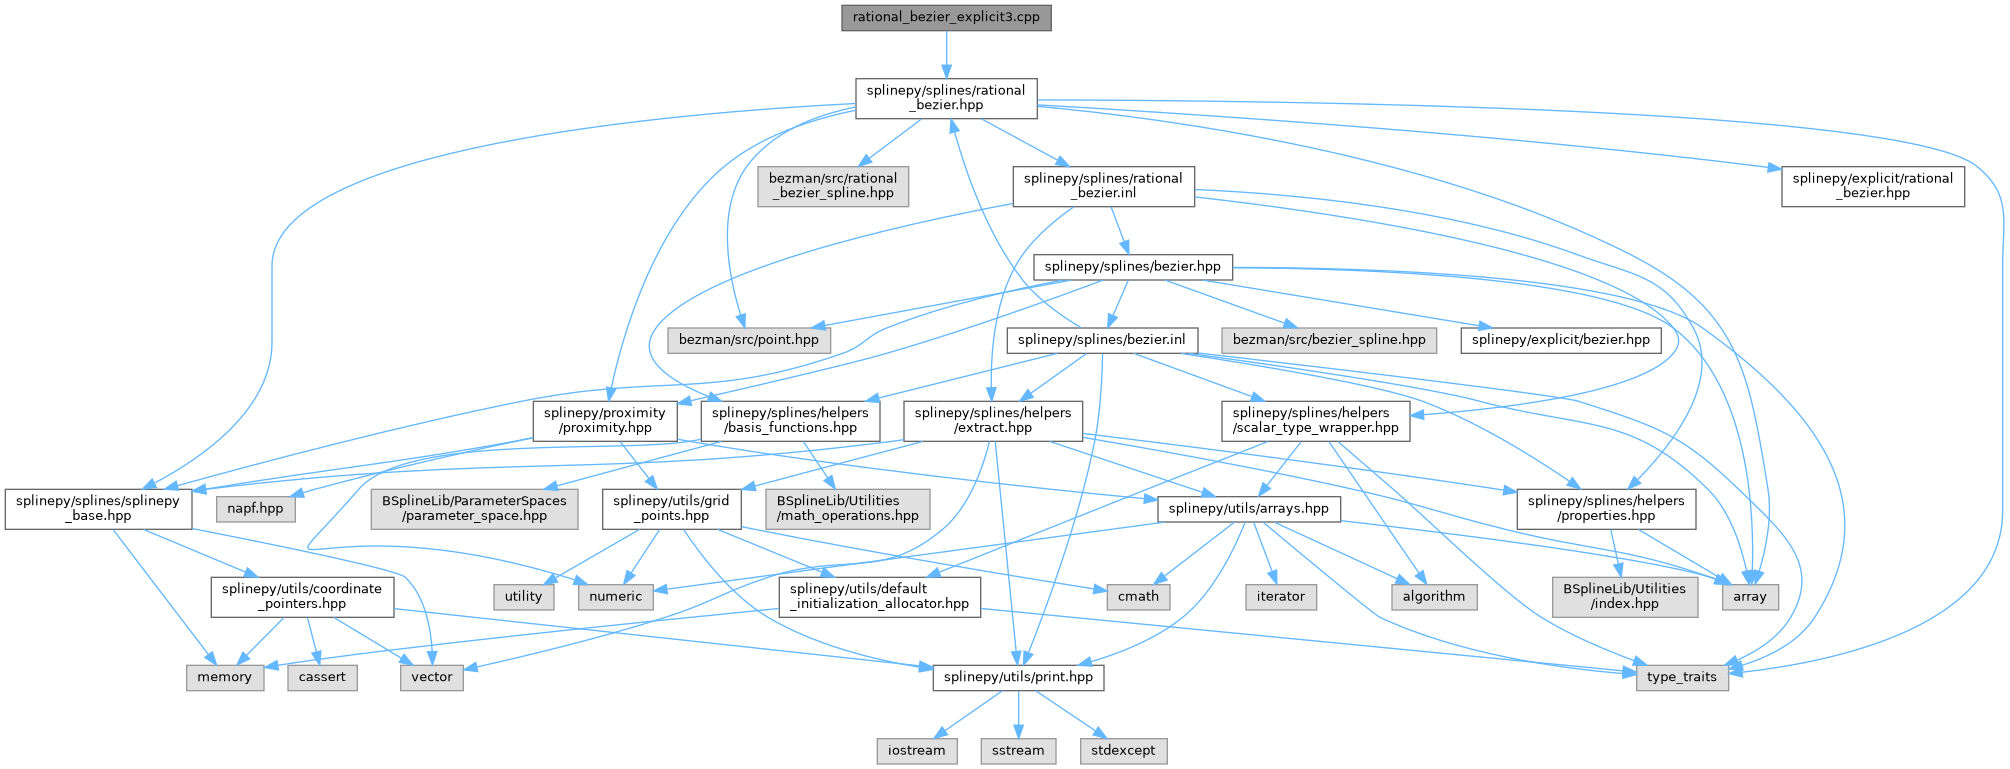 rational_bezier_explicit3.cpp
splinepy/splines/rational
_bezier.hpp
bezman/src/rational
_bezier_spline.hpp
splinepy/splines/rational
_bezier.inl
splinepy/explicit/rational
_bezier.hpp
splinepy/splines/bezier.hpp
bezman/src/point.hpp
splinepy/splines/bezier.inl
bezman/src/bezier_spline.hpp
splinepy/explicit/bezier.hpp
splinepy/proximity
/proximity.hpp
splinepy/splines/helpers
/basis_functions.hpp
splinepy/splines/helpers
/extract.hpp
splinepy/splines/helpers
/scalar_type_wrapper.hpp
splinepy/splines/splinepy
_base.hpp
napf.hpp
BSplineLib/ParameterSpaces
/parameter_space.hpp
splinepy/utils/grid
_points.hpp
BSplineLib/Utilities
/math_operations.hpp
splinepy/utils/arrays.hpp
splinepy/splines/helpers
/properties.hpp
splinepy/utils/coordinate
_pointers.hpp
utility
numeric
splinepy/utils/default
_initialization_allocator.hpp
cmath
iterator
algorithm
BSplineLib/Utilities
/index.hpp
array
memory
cassert
vector
splinepy/utils/print.hpp
type_traits
iostream
sstream
stdexcept